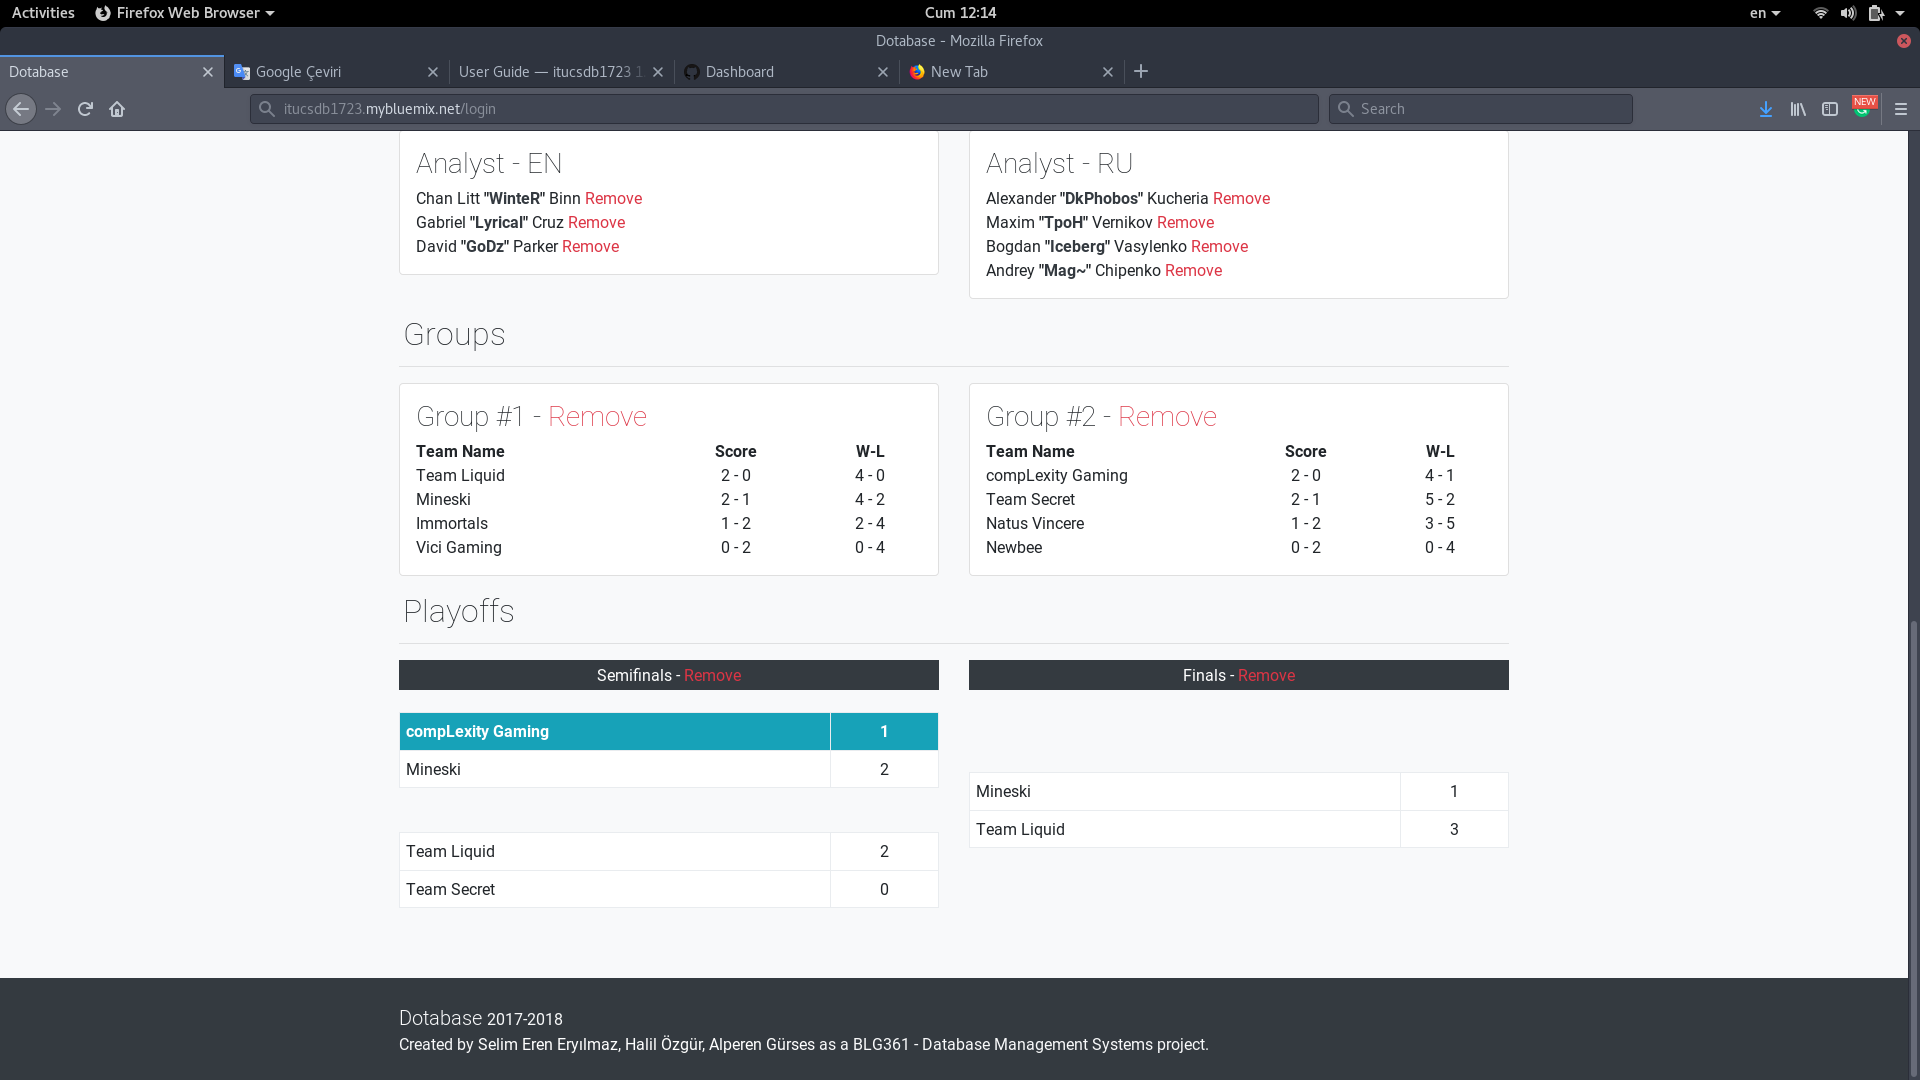 Activities Firefox Web Browser Cum 12:14 en
Dotabase - Mozilla Firefox
Dotabase Google Çeviri User Guide — itucsdb1723 1 Dashboard New Tab
itucsdb1723.mybluemix.net/login Search NEW
Analyst - EN
Chan Litt "WinteR" Binn Remove
Gabriel "Lyrical" Cruz Remove
David "GoDz" Parker Remove
Analyst - RU
Alexander "DkPhobos" Kucheria Remove
Maxim "TpoH" Vernikov Remove
Bogdan "Iceberg" Vasylenko Remove
Andrey "Mag~" Chipenko Remove
Groups
Group #1 - Remove
Team Name Score W-L
Team Liquid 2 - 0 4 - 0
Mineski 2 - 1 4 - 2
Immortals 1 - 2 2 - 4
Vici Gaming 0 - 2 0 - 4
Group #2 - Remove
Team Name Score W-L
compLexity Gaming 2 - 0 4 - 1
Team Secret 2 - 1 5 - 2
Natus Vincere 1 - 2 3 - 5
Newbee 0 - 2 0 - 4
Playoffs
Semifinals - Remove
compLexity Gaming 1
Mineski 2
Team Liquid 2
Team Secret 0
Finals - Remove
Mineski 1
Team Liquid 3
Dotabase 2017-2018
Created by Selim Eren Eryılmaz, Halil Özgür, Alperen Gürses as a BLG361 - Database Management Systems project.